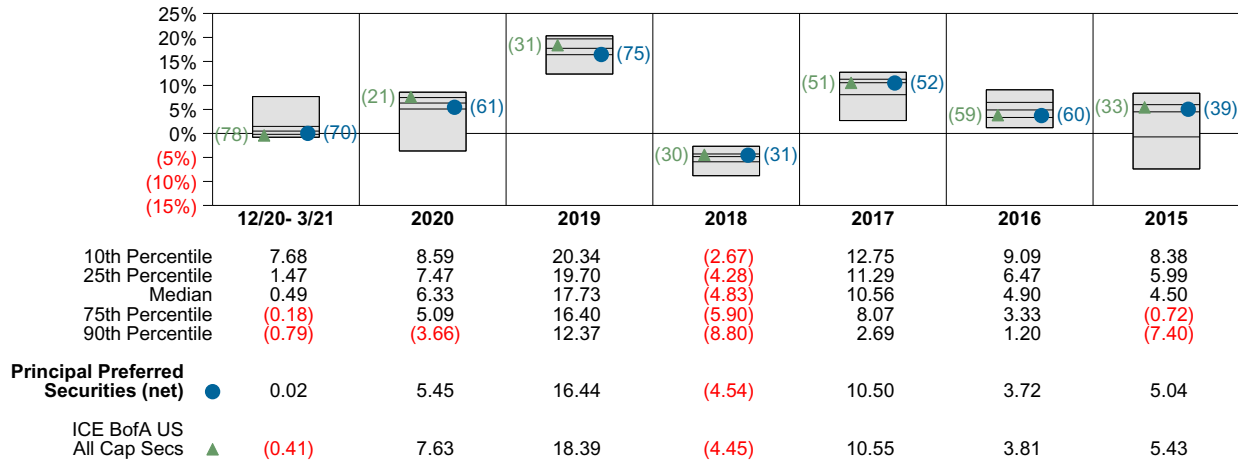 25%
20%
15%
10%
5%
0%
(5%)
(10%)
(15%)
(78) (70)
(21) (61)
(31) (75)
(30) (31)
(51) (52)
(59) (60)
(33) (39)
12/20- 3/21 2020 2019 2018 2017 2016 2015
10th Percentile 7.68 8.59 20.34 (2.67) 12.75 9.09 8.38
25th Percentile 1.47 7.47 19.70 (4.28) 11.29 6.47 5.99
Median 0.49 6.33 17.73 (4.83) 10.56 4.90 4.50
75th Percentile (0.18) 5.09 16.40 (5.90) 8.07 3.33 (0.72)
90th Percentile (0.79) (3.66) 12.37 (8.80) 2.69 1.20 (7.40)
Principal Preferred
Securities (net) 0.02 5.45 16.44 (4.54) 10.50 3.72 5.04
ICE BofA US
All Cap Secs (0.41) 7.63 18.39 (4.45) 10.55 3.81 5.43